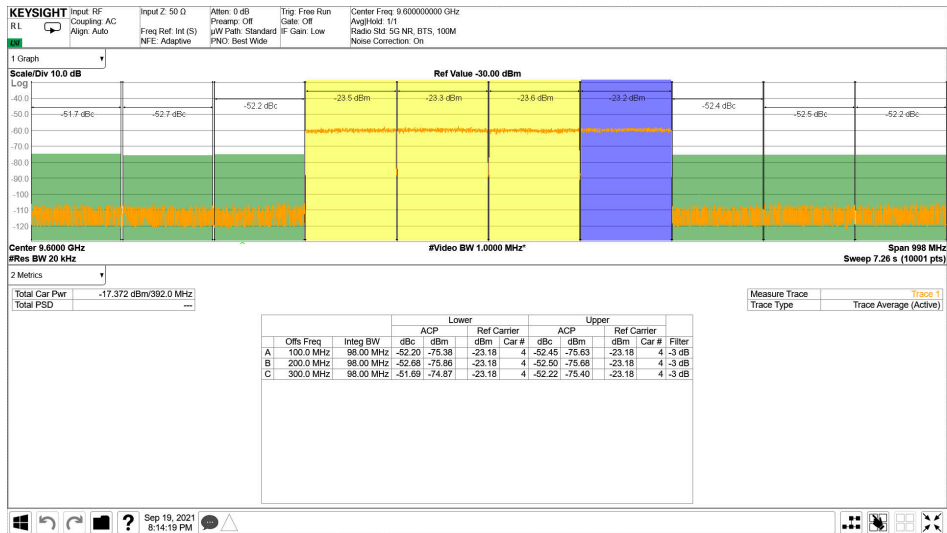 KEYSIGHT Input: RF Input Z: 50 Ω Atten: 0 dB Trig: Free Run Center Freq: 9.600000000 GHz
RL Coupling: AC Preamp: Off Gate: Off Avg|Hold: 1/1
Align: Auto Freq Ref: Int (S) µW Path: Standard IF Gain: Low Radio Std: 5G NR, BTS, 100M
LXI NFE: Adaptive PNO: Best Wide Noise Correction: On
1 Graph
Scale/Div 10.0 dB Ref Value -30.00 dBm
Log
-40.0 -23.5 dBm -23.3 dBm -23.6 dBm -23.2 dBm
-52.2 dBc -52.4 dBc
-50.0 -51.7 dBc -52.7 dBc -52.5 dBc -52.2 dBc
-60.0
-70.0
-80.0
-90.0
-100
-110
-120
Center 9.6000 GHz #Video BW 1.0000 MHz* Span 998 MHz
#Res BW 20 kHz Sweep 7.26 s (10001 pts)
2 Metrics
Total Car Pwr -17.372 dBm/392.0 MHz Measure Trace Trace 1
Total PSD --- Trace Type Trace Average (Active)
Lower Upper
ACP Ref Carrier ACP Ref Carrier
Offs Freq Integ BW dBc dBm dBm Car # dBc dBm dBm Car # Filter
A 100.0 MHz 98.00 MHz -52.20 -75.38 -23.18 4 -52.45 -75.63 -23.18 4 -3 dB
B 200.0 MHz 98.00 MHz -52.68 -75.86 -23.18 4 -52.50 -75.68 -23.18 4 -3 dB
C 300.0 MHz 98.00 MHz -51.69 -74.87 -23.18 4 -52.22 -75.40 -23.18 4 -3 dB
? Sep 19, 2021
8:14:19 PM